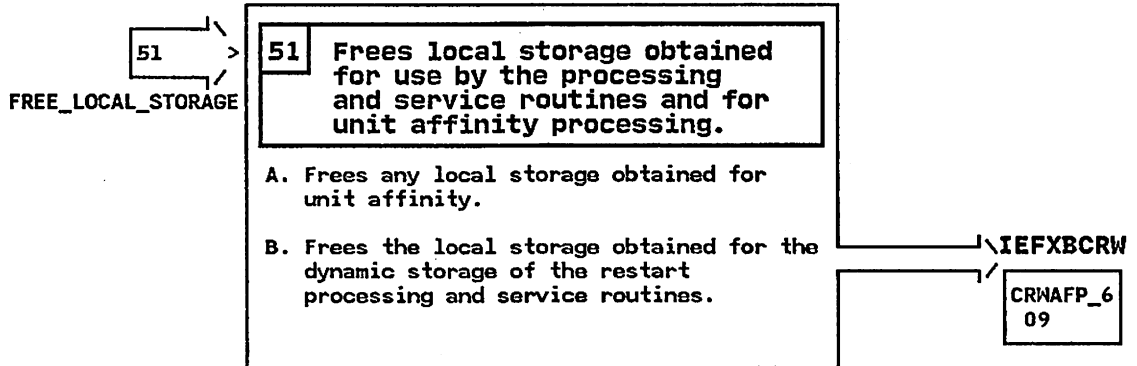 51 >
FREE_LOCAL_STORAGE
51 Frees local storage obtained
for use by the processing
and service routines and for
unit affinity processing.
A. Frees any local storage obtained for
unit affinity.
B. Frees the local storage obtained for the
dynamic storage of the restart
processing and service routines.
IEFXBCRW
CRWAFP_6
09